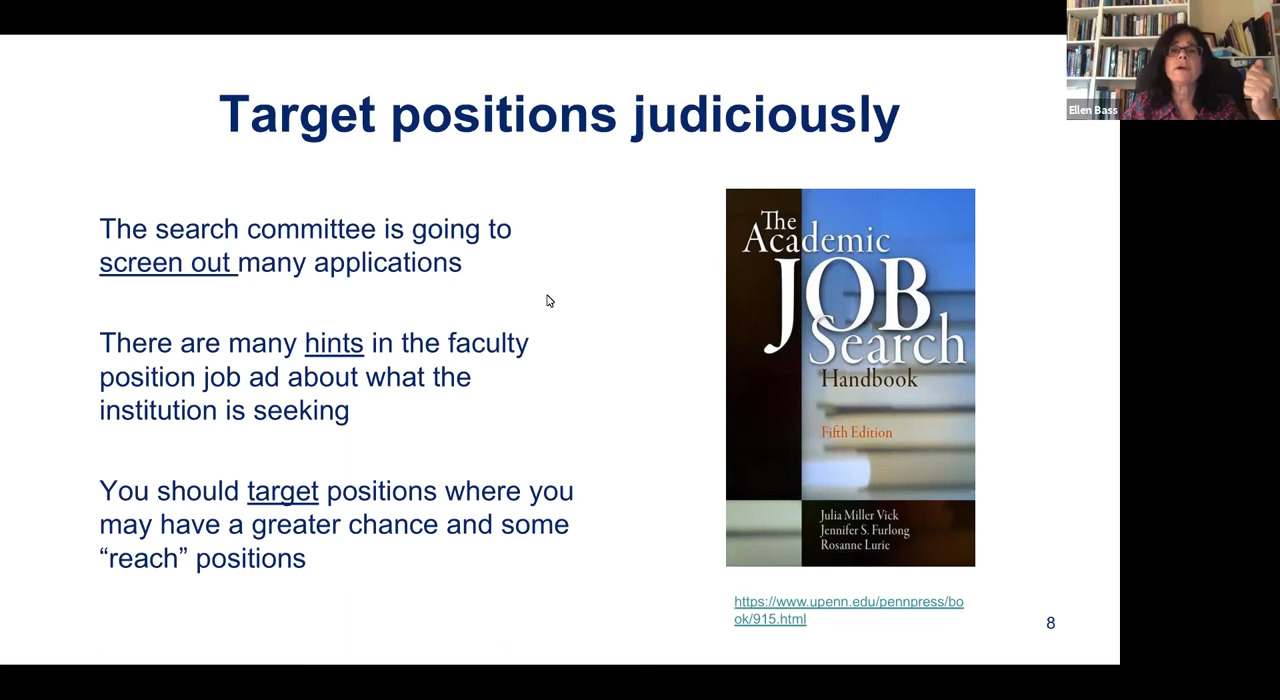 Target positions judiciously
Ellen Bass
The search committee is going to
screen out many applications
There are many hints in the faculty
position job ad about what the
institution is seeking
You should target positions where you
may have a greater chance and some
“reach” positions
The
Academic
JOB
Search
Handbook
Fifth Edition
Julia Miller Vick
Jennifer S. Furlong
Rosanne Lurie
https://www.upenn.edu/pennpress/bo
ok/915.html
8